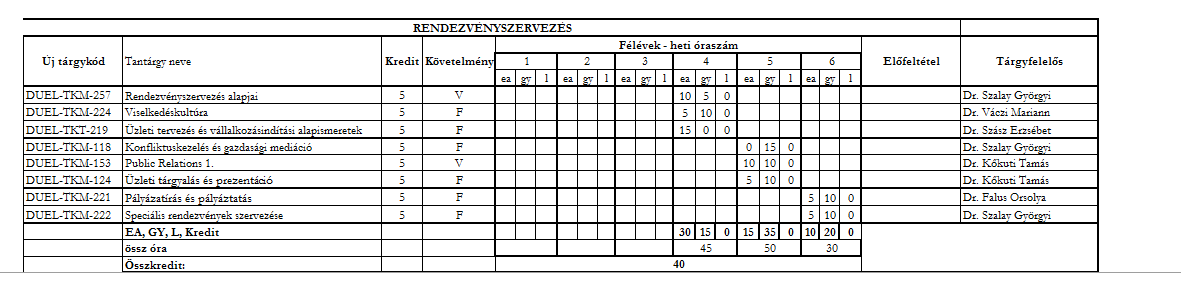 RENDEZVÉNYSZERVEZÉS
Új tárgykód Tantárgy neve Kredit Követelmény Félévek - heti óraszám Előfeltétel Tárgyfelelős
1 2 3 4 5 6
ea gy l ea gy l ea gy l ea gy l ea gy l ea gy l
DUEL-TKM-257 Rendezvényszervezés alapjai 5 V 10 5 0 Dr. Szalay Györgyi
DUEL-TKM-224 Viselkedéskultúra 5 F 5 10 0 Dr. Váczi Mariann
DUEL-TKT-219 Üzleti tervezés és vállalkozásindítási alapismeretek 5 F 15 0 0 Dr. Szász Erzsébet
DUEL-TKM-118 Konfliktuskezelés és gazdasági mediáció 5 F 0 15 0 Dr. Szalay Györgyi
DUEL-TKM-153 Public Relations 1. 5 V 10 10 0 Dr. Kőkuti Tamás
DUEL-TKM-124 Üzleti tárgyalás és prezentáció 5 F 5 10 0 Dr. Kőkuti Tamás
DUEL-TKM-221 Pályázatírás és pályáztatás 5 F 5 10 0 Dr. Falus Orsolya
DUEL-TKM-222 Speciális rendezvények szervezése 5 F 5 10 0 Dr. Szalay Györgyi
EA, GY, L, Kredit 30 15 0 15 35 0 10 20 0
össz óra 45 50 30
Összkredit: 40